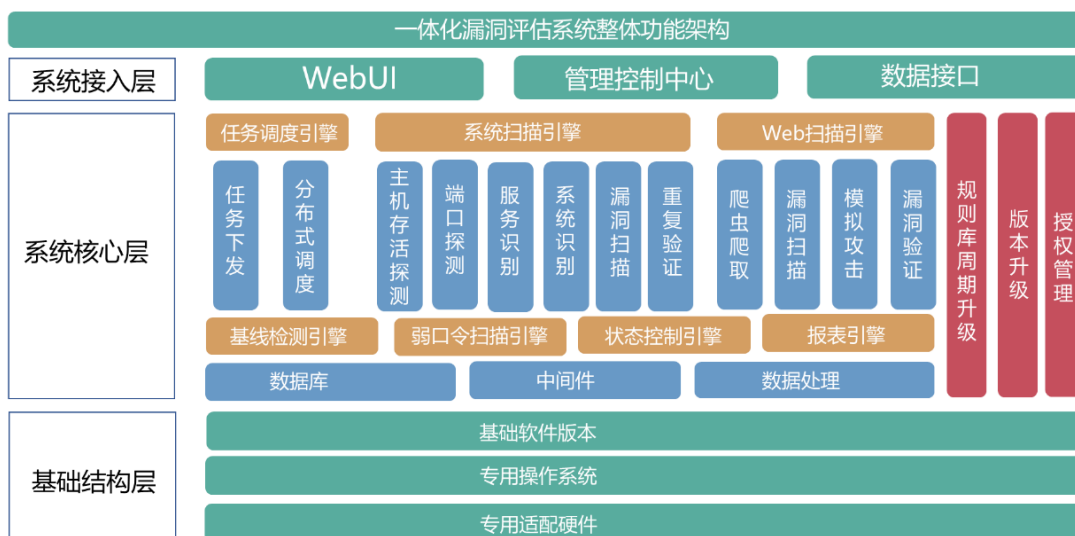 一体化漏洞评估系统整体功能架构
系统接入层
WebUI
管理控制中心
数据接口
系统核心层
任务调度引擎
系统扫描引擎
Web扫描引擎
任务下发
分布式调度
主机存活探测
端口探测
服务识别
系统识别
漏洞扫描
重复验证
爬虫爬取
漏洞扫描
模拟攻击
漏洞验证
规则库周期升级
版本升级
授权管理
基线检测引擎
弱口令扫描引擎
状态控制引擎
报表引擎
数据库
中间件
数据处理
基础结构层
基础软件版本
专用操作系统
专用适配硬件